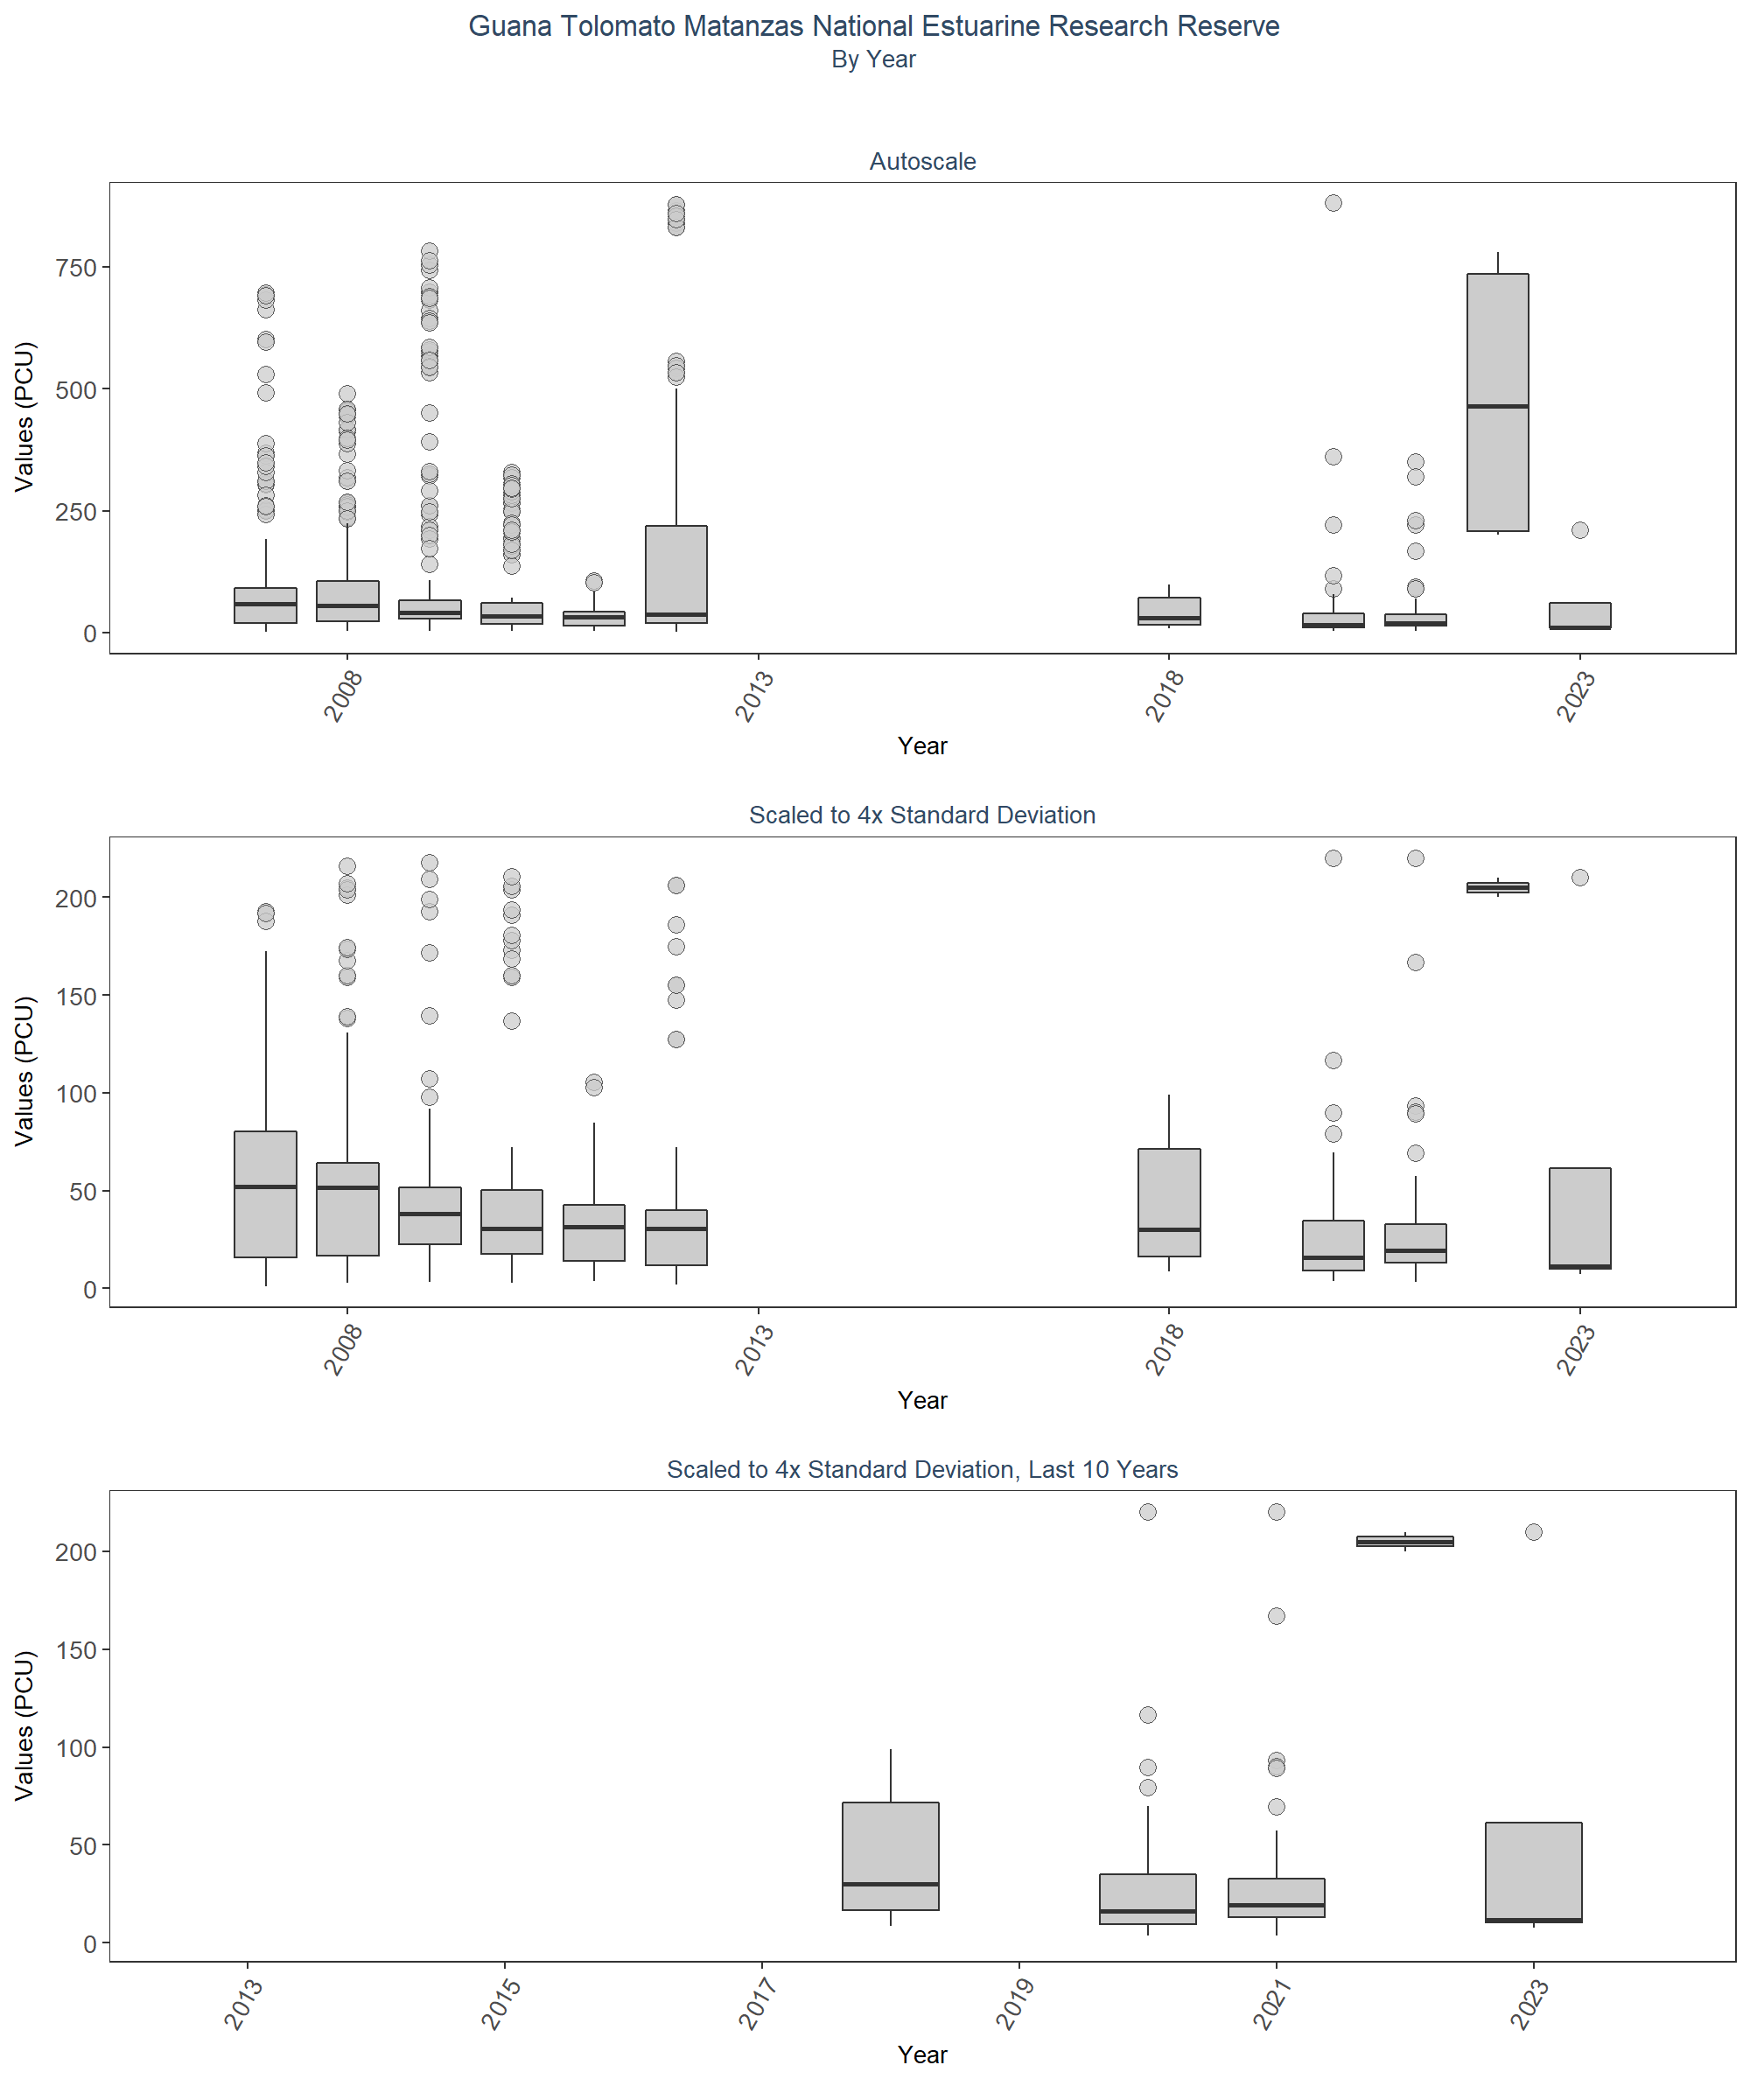 Guana Tolomato Matanzas National Estuarine Research Reserve
By Year
Autoscale
Values (PCU)
750
500
250
0
2008
2013
2018
2023
Year
Scaled to 4x Standard Deviation
Values (PCU)
200
150
100
50
0
2008
2013
2018
2023
Year
Scaled to 4x Standard Deviation, Last 10 Years
Values (PCU)
200
150
100
50
0
2013
2015
2017
2019
2021
2023
Year